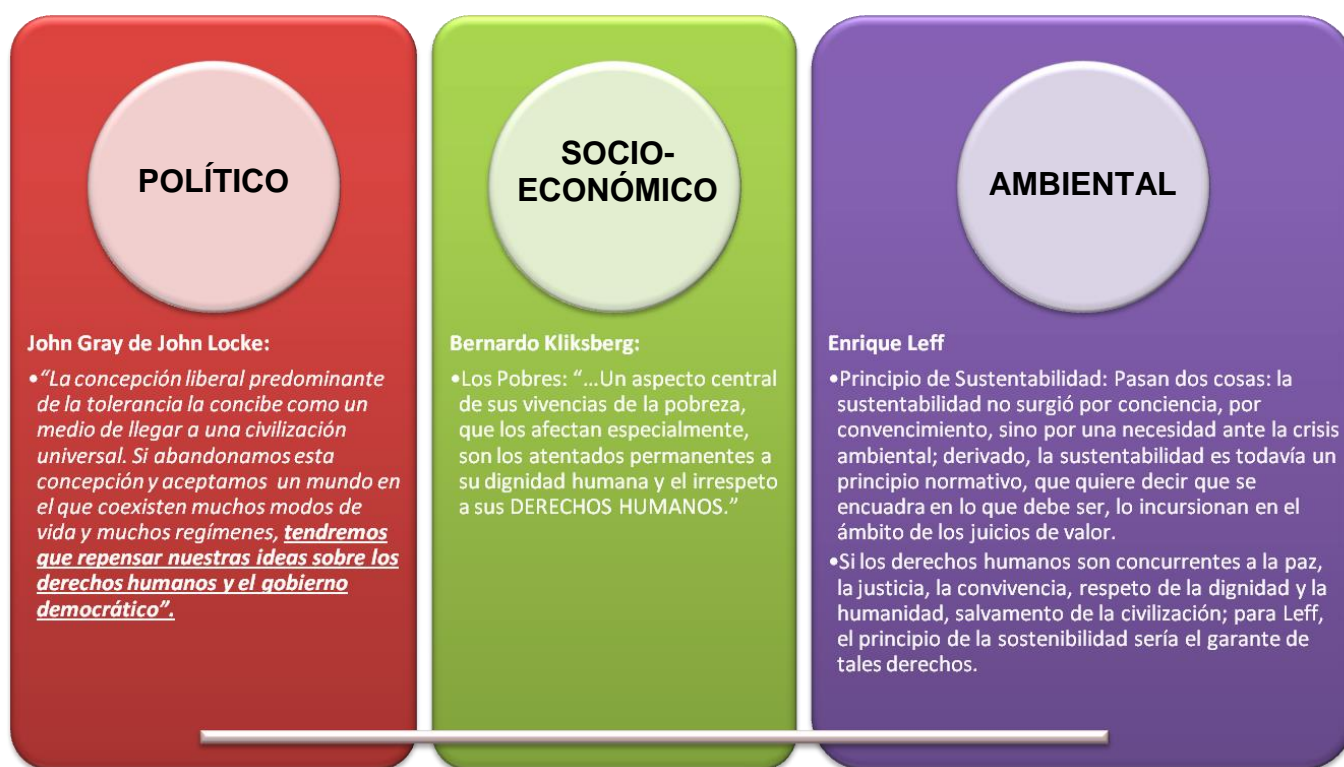 POLÍTICO
John Gray de John Locke:
•“La concepción liberal predominante
de la tolerancia la concibe como un
medio de llegar a una civilización
universal. Si abandonamos esta
concepción y aceptamos un mundo en
el que coexisten muchos modos de
vida y muchos regímenes, tendremos
que repensar nuestras ideas sobre los
derechos humanos y el gobierno
democrático”.
SOCIO-
ECONÓMICO
Bernardo Kliksberg:
•Los Pobres: “...Un aspecto central
de sus vivencias de la pobreza,
que los afectan especialmente,
son los atentados permanentes a
su dignidad humana y el irrespeto
a sus DERECHOS HUMANOS.”
AMBIENTAL
Enrique Leff
•Principio de Sustentabilidad: Pasan dos cosas: la
sustentabilidad no surgió por conciencia, por
convencimiento, sino por una necesidad ante la crisis
ambiental; derivado, la sustentabilidad es todavía un
principio normativo, que quiere decir que se
encuadra en lo que debe ser, lo incursionan en el
ámbito de los juicios de valor.
•Si los derechos humanos son concurrentes a la paz,
la justicia, la convivencia, respeto de la dignidad y la
humanidad, salvamento de la civilización; para Leff,
el principio de la sostenibilidad sería el garante de
tales derechos.